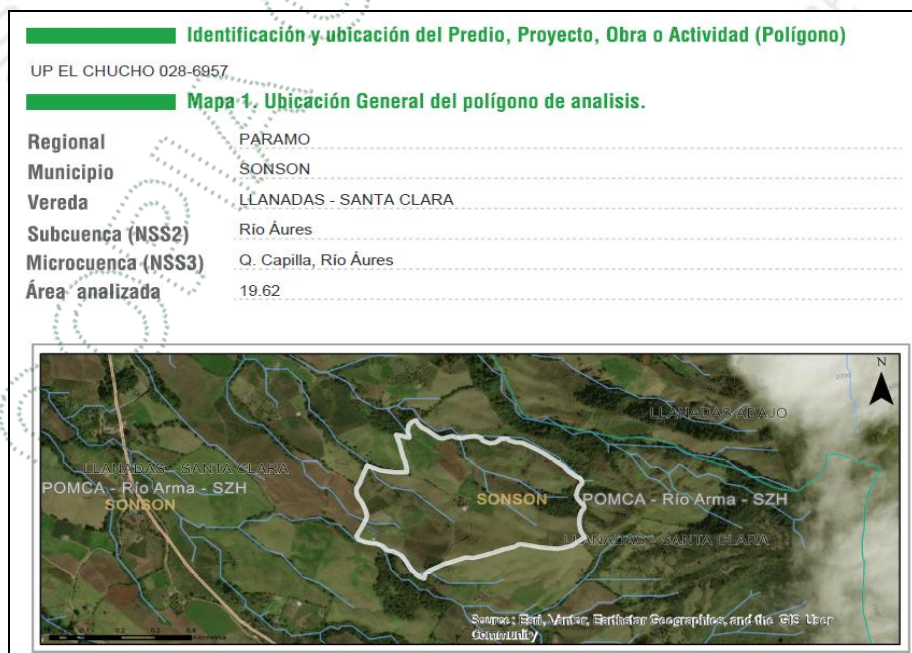 Identificación y ubicación del Predio, Proyecto, Obra o Actividad (Polígono)
UP EL CHUCHO 028-6957
Mapa 1. Ubicación General del polígono de analisis.
Regional PARAMO
Municipio SONSON
Vereda LLANADAS - SANTA CLARA
Subcuenca (NSS2) Río Áures
Microcuenca (NSS3) Q. Capilla, Río Áures
Área analizada 19.62
N
LLANADAS ABAJO
LLANADAS - SANTA CLARA
POMCA - Río Arma - SZH
SONSON
SONSON
POMCA - Río Arma - SZH
LLANADAS - SANTA CLARA
Source: Esri, Vantor, Earthstar Geographics, and the GIS User
Community